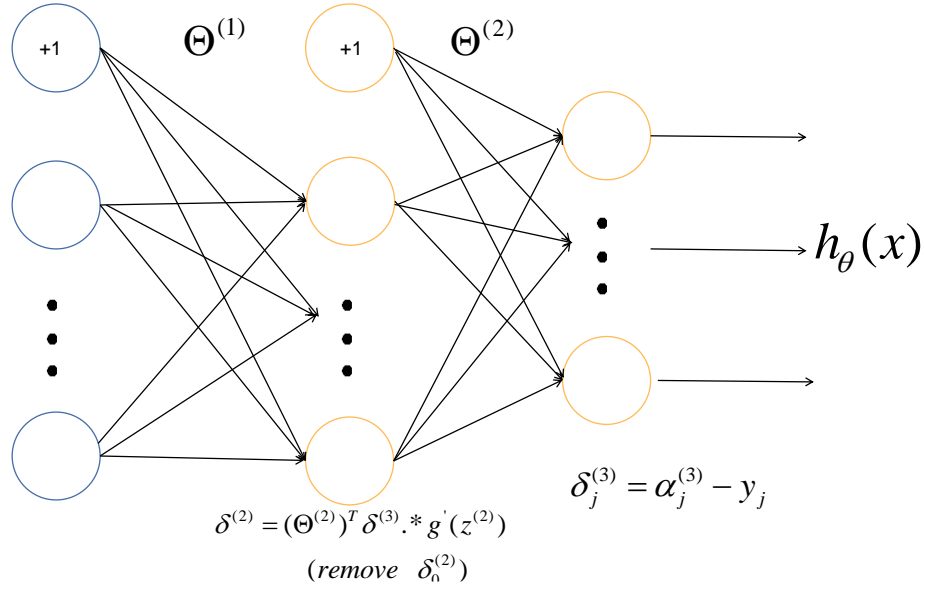 +1
Θ^(1)
+1
Θ^(2)
h_θ(x)
δ_j^(3) = α_j^(3) − y_j
δ^(2) = (Θ^(2))^T δ^(3) .* g'(z^(2))
(remove δ_0^(2))